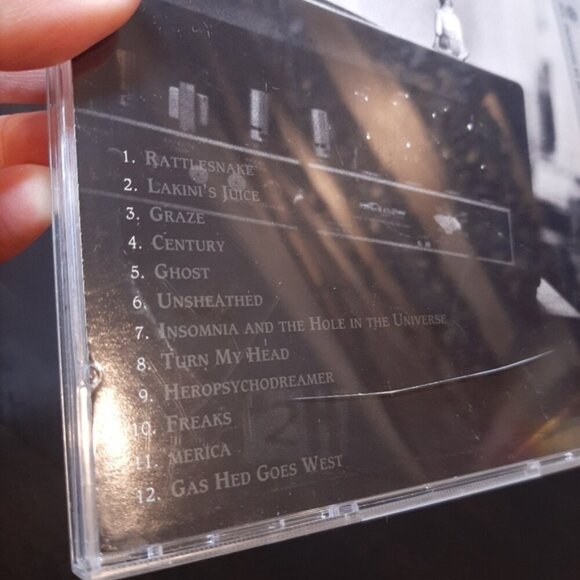 1. Rattlesnake
2. Lakini's Juice
3. Graze
4. Century
5. Ghost
6. Unsheathed
7. Insomnia and the Hole in the Universe
8. Turn My Head
9. Heropsychodreamer
10. Freaks
11. merica
12. Gas Hed Goes West